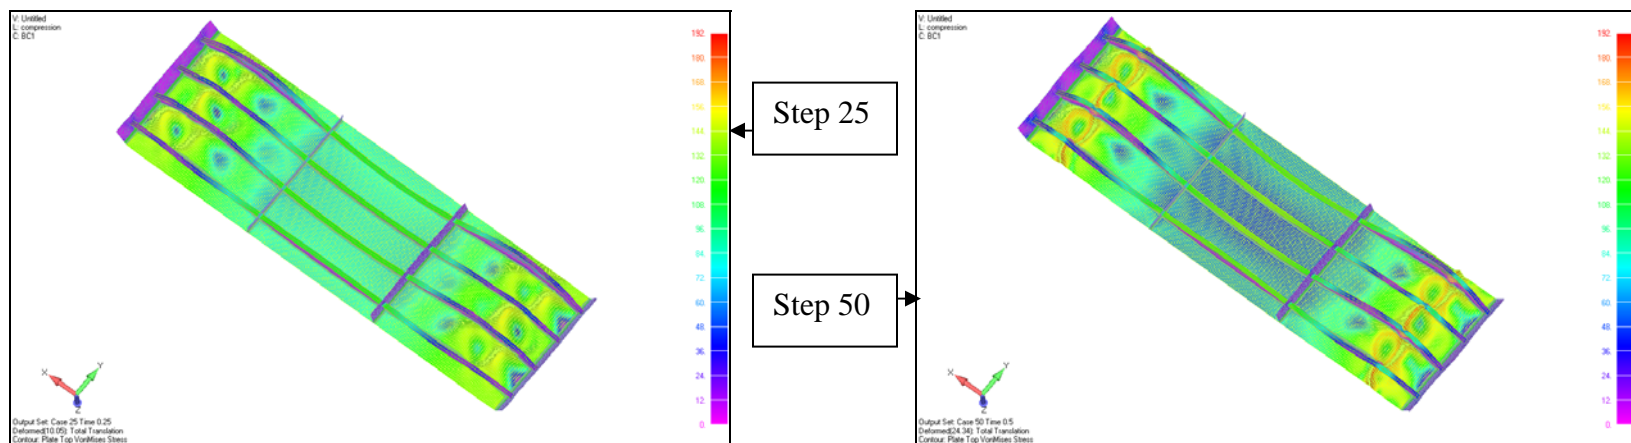 V: Untitled
L: compression
C: BC1
192.
180.
168.
156.
144.
132.
120.
108.
96.
84.
72.
60.
48.
36.
24.
12.
0.
X
Y
Z
Output Set: Case 25 Time 0.25
Deformed(10.05): Total Translation
Contour: Plate Top VonMises Stress
Step 25
Step 50
V: Untitled
L: compression
C: BC1
192.
180.
168.
156.
144.
132.
120.
108.
96.
84.
72.
60.
48.
36.
24.
12.
0.
X
Y
Z
Output Set: Case 50 Time 0.5
Deformed(24.34): Total Translation
Contour: Plate Top VonMises Stress